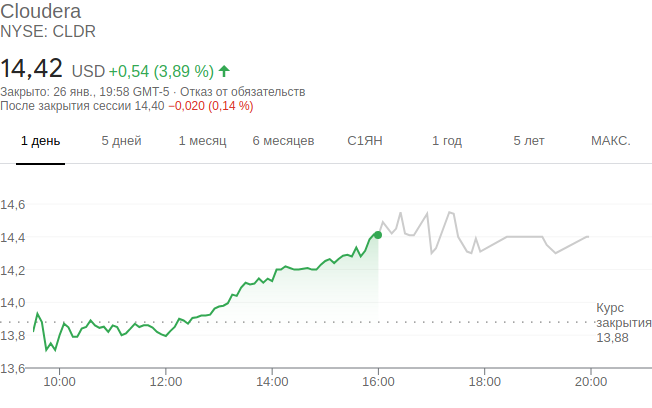 Cloudera
NYSE: CLDR
14,42 USD +0,54 (3,89 %)
Закрыто: 26 янв., 19:58 GMT-5 · Отказ от обязательств
После закрытия сессии 14,40 −0,020 (0,14 %)
1 день 5 дней 1 месяц 6 месяцев С1ЯН 1 год 5 лет МАКС.
14,6
14,4
14,2
14,0
13,8
13,6
Курс
закрытия
13,88
10:00 12:00 14:00 16:00 18:00 20:00